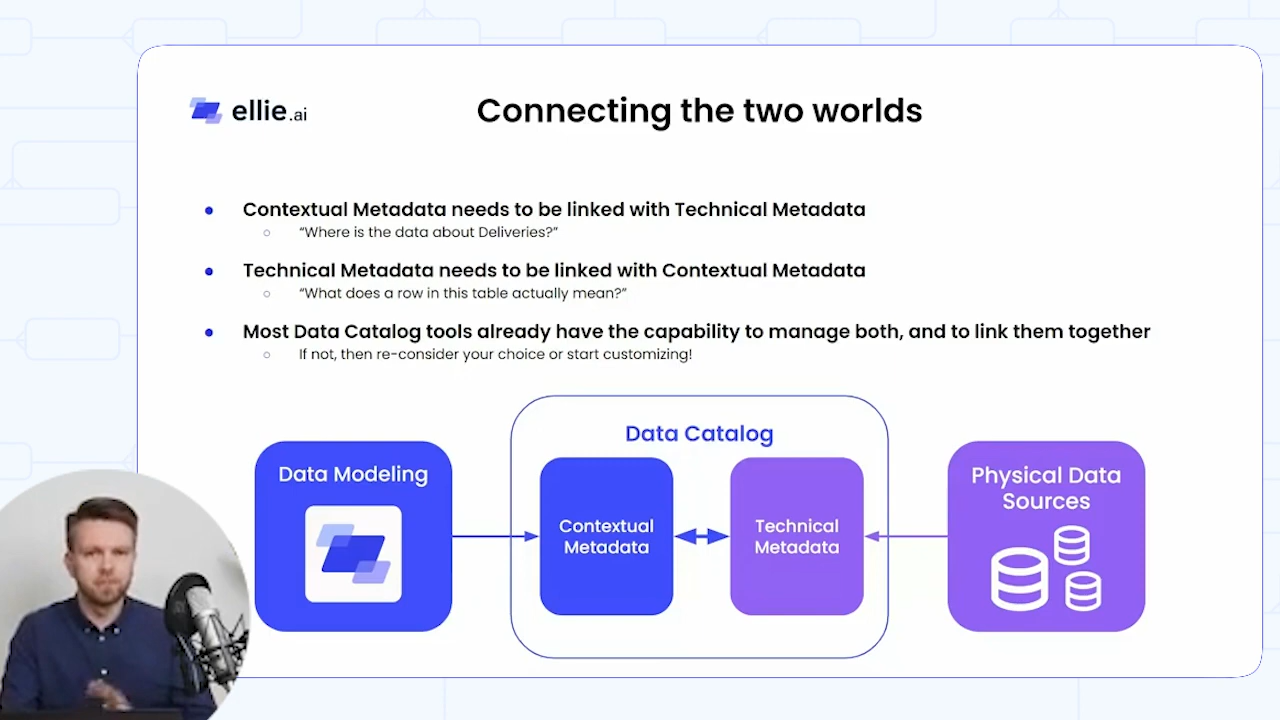 ellie.ai
Connecting the two worlds
Contextual Metadata needs to be linked with Technical Metadata
“Where is the data about Deliveries?”
Technical Metadata needs to be linked with Contextual Metadata
“What does a row in this table actually mean?”
Most Data Catalog tools already have the capability to manage both, and to link them together
If not, then re-consider your choice or start customizing!
Data Catalog
Data Modeling
Contextual
Metadata
Technical
Metadata
Physical Data
Sources